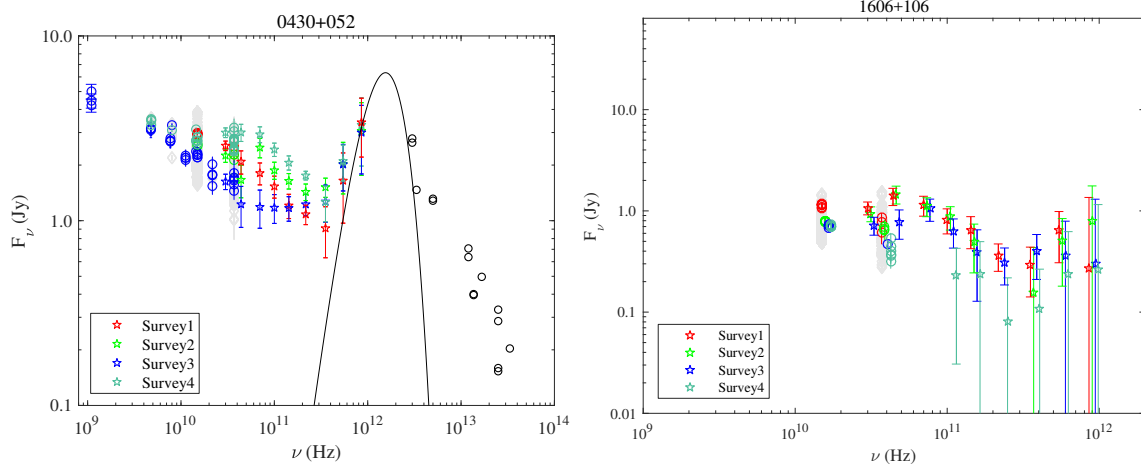 0430+052
F_ν (Jy)
10.0
1.0
0.1
Survey1
Survey2
Survey3
Survey4
10^9
10^10
10^11
10^12
10^13
10^14
ν (Hz)
1606+106
F_ν (Jy)
10.0
1.0
0.1
0.01
Survey1
Survey2
Survey3
Survey4
10^9
10^10
10^11
10^12
ν (Hz)